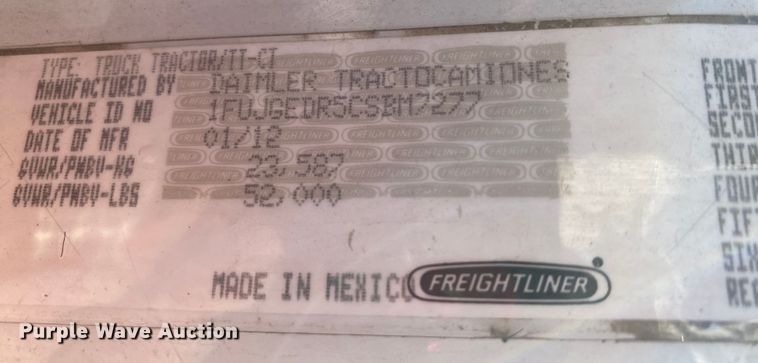 TYPE: TRUCK TRACTOR/TT-CT
MANUFACTURED BY DAIMLER TRACTOCAMIONES
VEHICLE ID NO 1FUJGEDR5CSBM7277
DATE OF MFR 01/12
GVWR/PNBV-KG 23,587
GVWR/PNBV-LBS 52,000
MADE IN MEXICO FREIGHTLINER
FRONT
FIRST
SECON
THIR
FOUR
FIF
SIX
REA
Purple Wave Auction